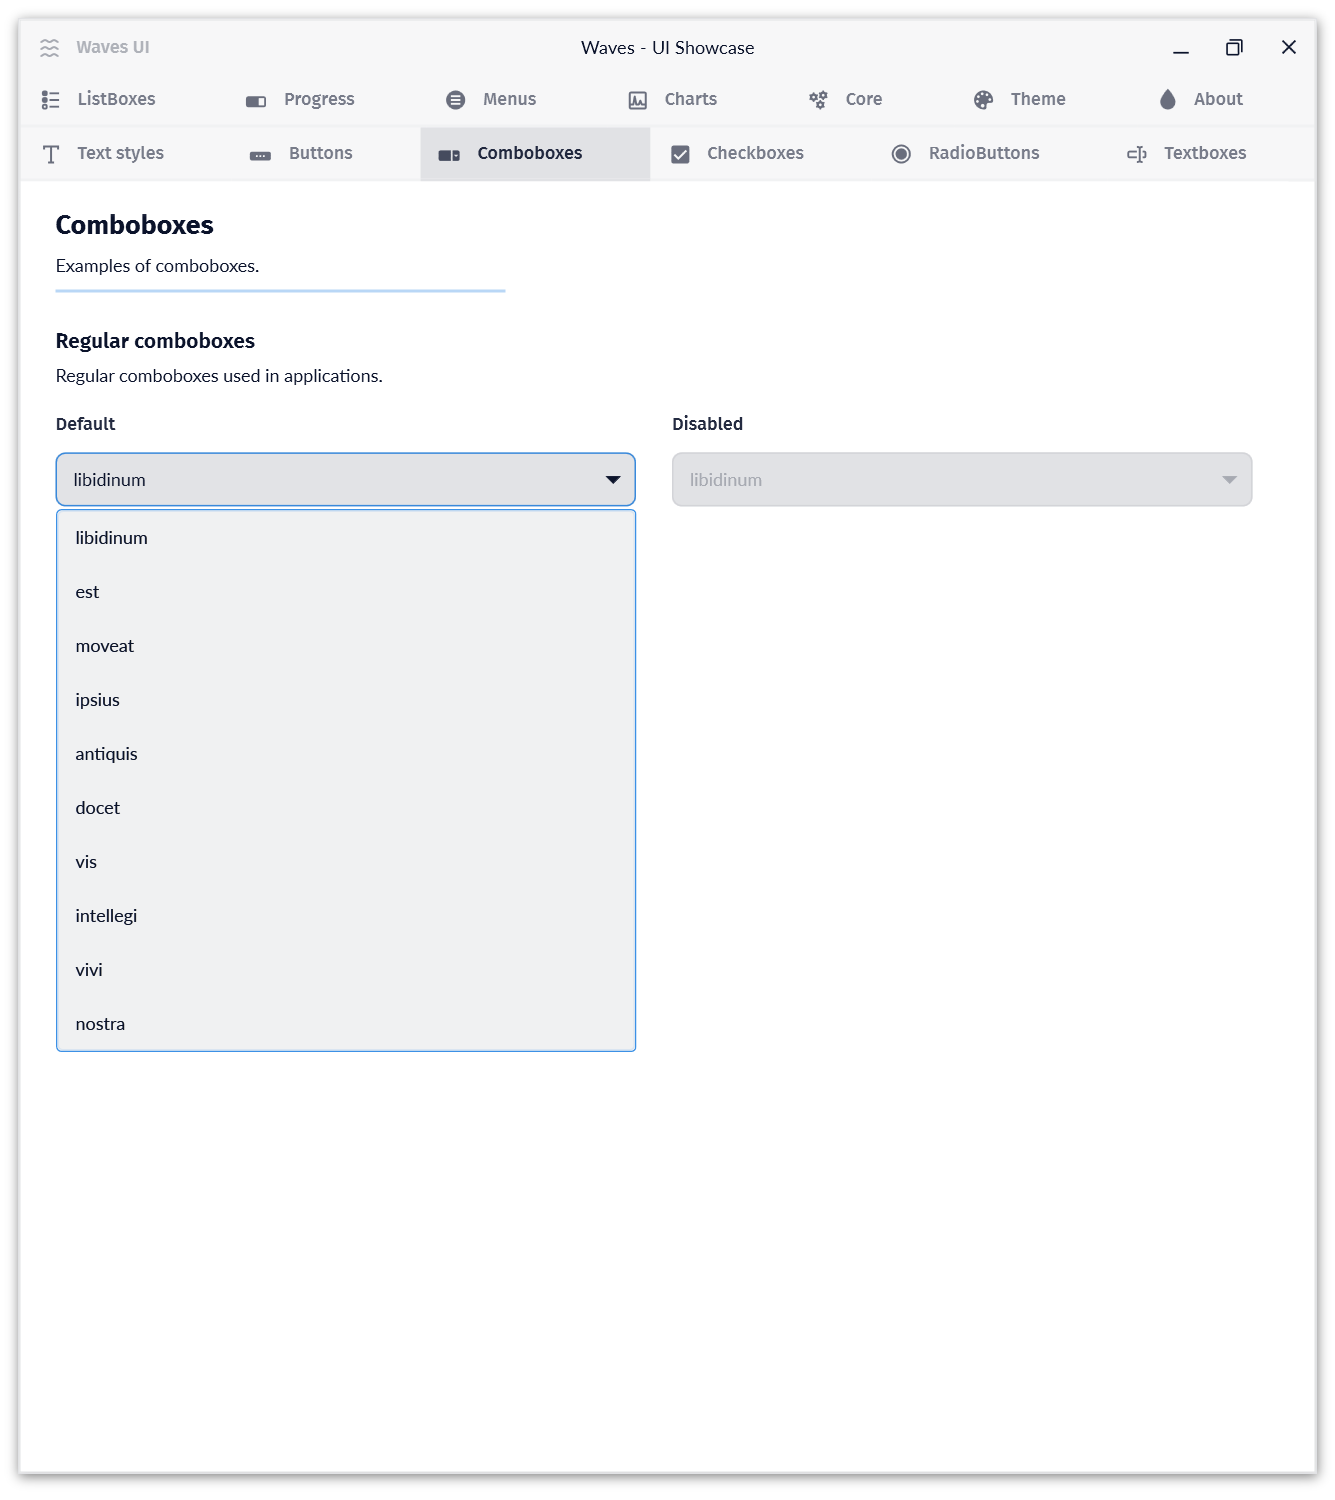 Waves UI
Waves - UI Showcase
ListBoxes
Progress
Menus
Charts
Core
Theme
About
Text styles
Buttons
Comboboxes
Checkboxes
RadioButtons
Textboxes
Comboboxes
Examples of comboboxes.
Regular comboboxes
Regular comboboxes used in applications.
Default
Disabled
libidinum
libidinum
libidinum
est
moveat
ipsius
antiquis
docet
vis
intellegi
vivi
nostra